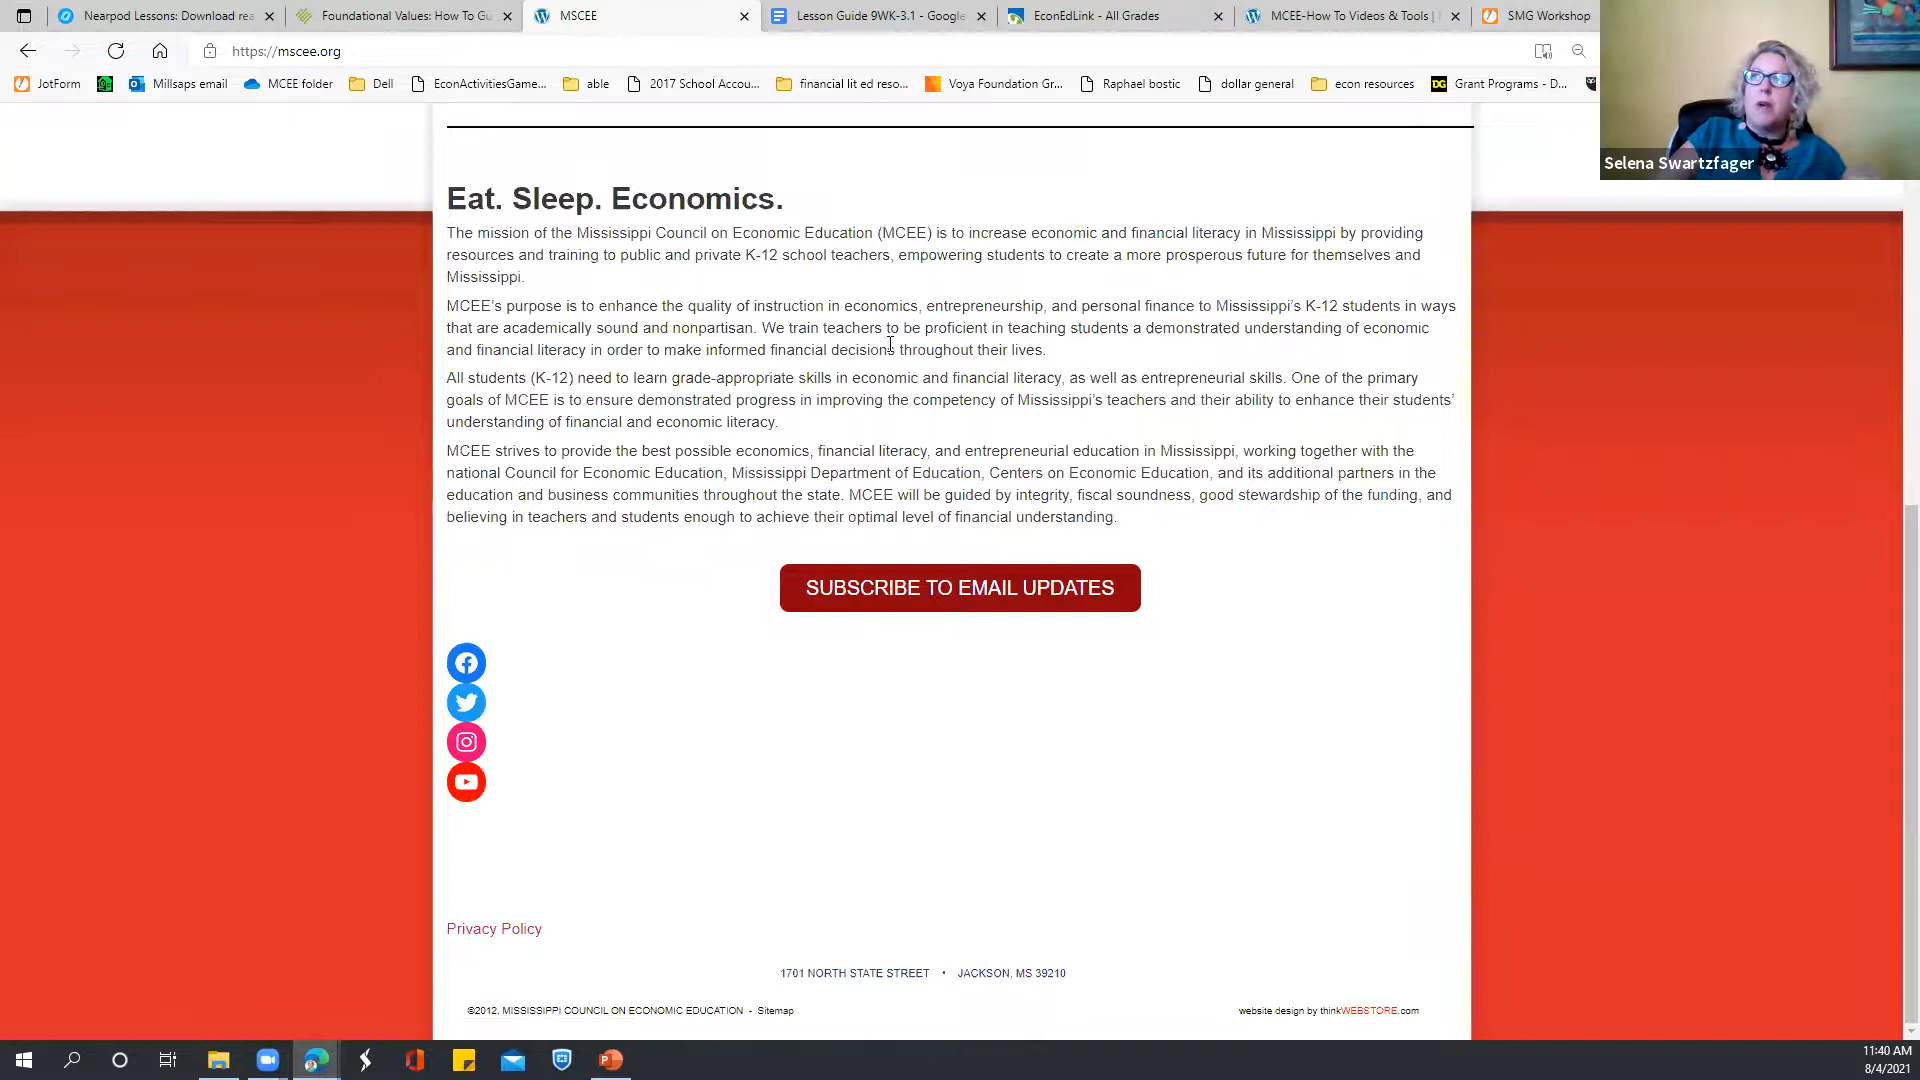 Nearpod Lessons: Download rea
Foundational Values: How To Gu
MSCEE
Lesson Guide 9WK-3.1 - Google
EconEdLink - All Grades
MCEE-How To Videos & Tools |
SMG Workshop
https://mscee.org
JotForm
Millsaps email
MCEE folder
Dell
EconActivitiesGame...
able
2017 School Accou...
financial lit ed reso...
Voya Foundation Gr...
Raphael bostic
dollar general
econ resources
DG
Grant Programs - D...
Selena Swartzfager
Eat. Sleep. Economics.
The mission of the Mississippi Council on Economic Education (MCEE) is to increase economic and financial literacy in Mississippi by providing
resources and training to public and private K-12 school teachers, empowering students to create a more prosperous future for themselves and
Mississippi.
MCEE's purpose is to enhance the quality of instruction in economics, entrepreneurship, and personal finance to Mississippi's K-12 students in ways
that are academically sound and nonpartisan. We train teachers to be proficient in teaching students a demonstrated understanding of economic
and financial literacy in order to make informed financial decisions throughout their lives.
All students (K-12) need to learn grade-appropriate skills in economic and financial literacy, as well as entrepreneurial skills. One of the primary
goals of MCEE is to ensure demonstrated progress in improving the competency of Mississippi's teachers and their ability to enhance their students'
understanding of financial and economic literacy.
MCEE strives to provide the best possible economics, financial literacy, and entrepreneurial education in Mississippi, working together with the
national Council for Economic Education, Mississippi Department of Education, Centers on Economic Education, and its additional partners in the
education and business communities throughout the state. MCEE will be guided by integrity, fiscal soundness, good stewardship of the funding, and
believing in teachers and students enough to achieve their optimal level of financial understanding.
SUBSCRIBE TO EMAIL UPDATES
Privacy Policy
1701 NORTH STATE STREET • JACKSON, MS 39210
©2012, MISSISSIPPI COUNCIL ON ECONOMIC EDUCATION - Sitemap
website design by thinkWEBSTORE.com
11:40 AM
8/4/2021